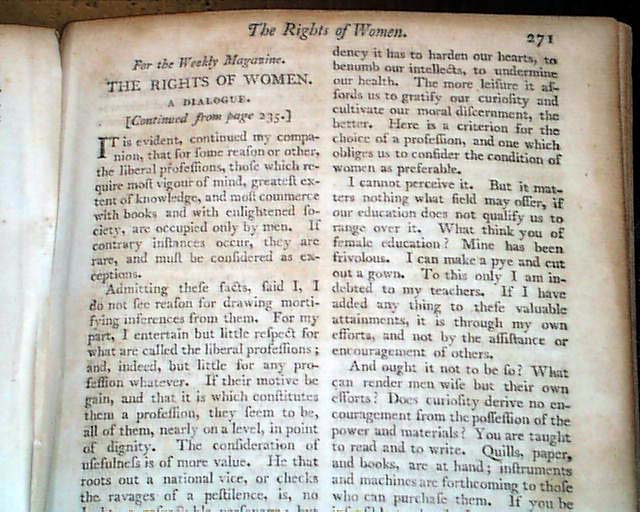 The Rights of Women.
271
For the Weekly Magazine.
THE RIGHTS OF WOMEN.
A DIALOGUE.
[Continued from page 235.]
IT is evident, continued my compa-
nion, that for ſome reaſon or other,
the liberal profeſſions, thoſe which re-
quire moſt vigour of mind, greateſt ex-
tent of knowledge, and moſt commerce
with books and with enlightened ſo-
ciety, are occupied only by men. If
contrary inſtances occur, they are
rare, and muſt be conſidered as ex-
ceptions.
Admitting theſe facts, ſaid I, I
do not ſee reaſon for drawing morti-
fying inferences from them. For my
part, I entertain but little reſpect for
what are called the liberal profeſſions;
and, indeed, but little for any pro-
feſſion whatever. If their motive be
gain, and that it is which conſtitutes
them a profeſſion, they ſeem to be,
all of them, nearly on a level, in point
of dignity. The conſideration of
uſefulneſs is of more value. He that
roots out a national vice, or checks
the ravages of a peſtilence, is, no
but
dency it has to harden our hearts, to
benumb our intellects, to undermine
our health. The more leiſure it af-
fords us to gratify our curioſity and
cultivate our moral diſcernment, the
better. Here is a criterion for the
choice of a profeſſion, and one which
obliges us to conſider the condition of
women as preferable.
I cannot perceive it. But it mat-
ters nothing what field may offer, if
our education does not qualify us to
range over it. What think you of
female education? Mine has been
frivolous. I can make a pye and cut
out a gown. To this only I am in-
debted to my teachers. If I have
added any thing to theſe valuable
attainments, it is through my own
efforts, and not by the aſſiſtance or
encouragement of others.
And ought it not to be ſo? What
can render men wiſe but their own
efforts? Does curioſity derive no en-
couragement from the poſſeſſion of the
power and materials? You are taught
to read and to write. Quills, paper,
and books, are at hand; inſtruments
and machines are forthcoming to thoſe
who can purchaſe them. If you be